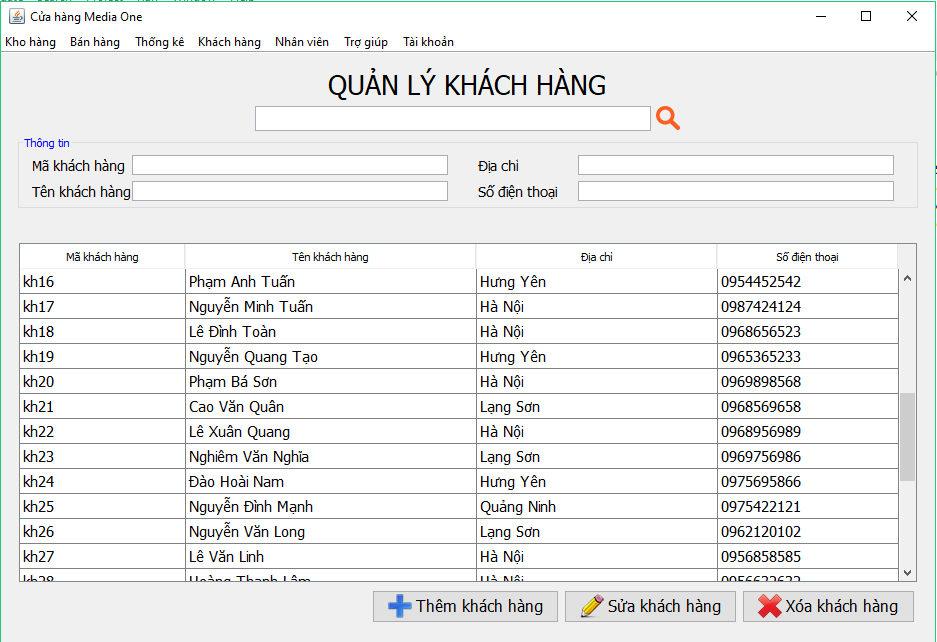 Cửa hàng Media One
Kho hàng Bán hàng Thống kê Khách hàng Nhân viên Trợ giúp Tài khoản
QUẢN LÝ KHÁCH HÀNG
Thông tin
Mã khách hàng Địa chỉ
Tên khách hàng Số điện thoại
Mã khách hàng Tên khách hàng Địa chỉ Số điện thoại
kh16 Phạm Anh Tuấn Hưng Yên 0954452542
kh17 Nguyễn Minh Tuấn Hà Nội 0987424124
kh18 Lê Đình Toàn Hà Nội 0968656523
kh19 Nguyễn Quang Tạo Hưng Yên 0965365233
kh20 Phạm Bá Sơn Hà Nội 0969898568
kh21 Cao Văn Quân Lạng Sơn 0968569658
kh22 Lê Xuân Quang Hà Nội 0968956989
kh23 Nghiêm Văn Nghĩa Lạng Sơn 0969756986
kh24 Đào Hoài Nam Hưng Yên 0975695866
kh25 Nguyễn Đình Mạnh Quảng Ninh 0975422121
kh26 Nguyễn Văn Long Lạng Sơn 0962120102
kh27 Lê Văn Linh Hà Nội 0956858585
kh28 Hoàng Thanh Lâm Hà Nội
Thêm khách hàng Sửa khách hàng Xóa khách hàng